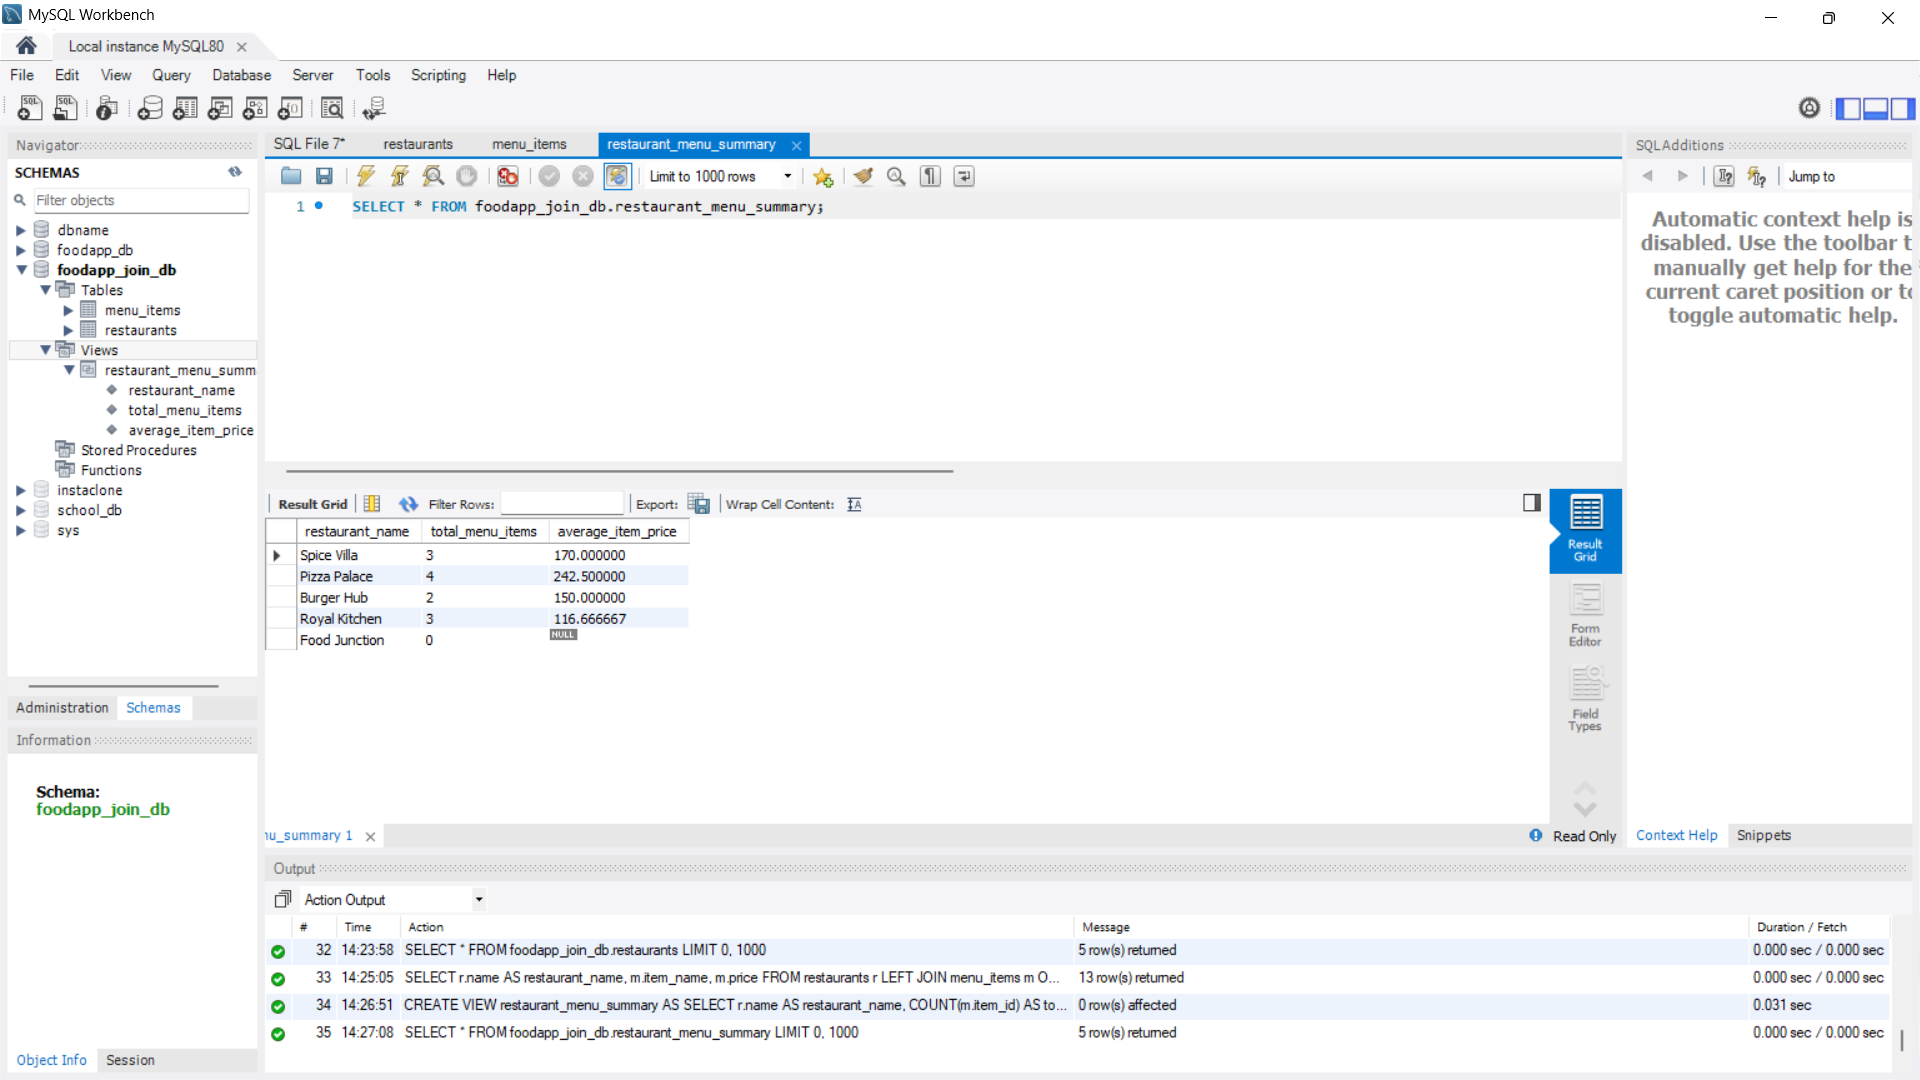 MySQL Workbench
Local instance MySQL80
File Edit View Query Database Server Tools Scripting Help
Navigator
SCHEMAS
Filter objects
dbname
foodapp_db
foodapp_join_db
Tables
menu_items
restaurants
Views
restaurant_menu_summ
restaurant_name
total_menu_items
average_item_price
Stored Procedures
Functions
instaclone
school_db
sys
Administration Schemas
Information
Schema:
foodapp_join_db
Object Info Session
SQL File 7* restaurants menu_items restaurant_menu_summary
Limit to 1000 rows
1 SELECT * FROM foodapp_join_db.restaurant_menu_summary;
Result Grid Filter Rows: Export: Wrap Cell Content:
restaurant_name total_menu_items average_item_price
Spice Villa 3 170.000000
Pizza Palace 4 242.500000
Burger Hub 2 150.000000
Royal Kitchen 3 116.666667
Food Junction 0 NULL
Result
Grid
Form
Editor
Field
Types
nu_summary 1
Read Only
SQLAdditions
Jump to
Automatic context help is
disabled. Use the toolbar t
manually get help for the
current caret position or to
toggle automatic help.
Context Help Snippets
Output
Action Output
# Time Action Message Duration / Fetch
32 14:23:58 SELECT * FROM foodapp_join_db.restaurants LIMIT 0, 1000 5 row(s) returned 0.000 sec / 0.000 sec
33 14:25:05 SELECT r.name AS restaurant_name, m.item_name, m.price FROM restaurants r LEFT JOIN menu_items m O... 13 row(s) returned 0.000 sec / 0.000 sec
34 14:26:51 CREATE VIEW restaurant_menu_summary AS SELECT r.name AS restaurant_name, COUNT(m.item_id) AS to... 0 row(s) affected 0.031 sec
35 14:27:08 SELECT * FROM foodapp_join_db.restaurant_menu_summary LIMIT 0, 1000 5 row(s) returned 0.000 sec / 0.000 sec